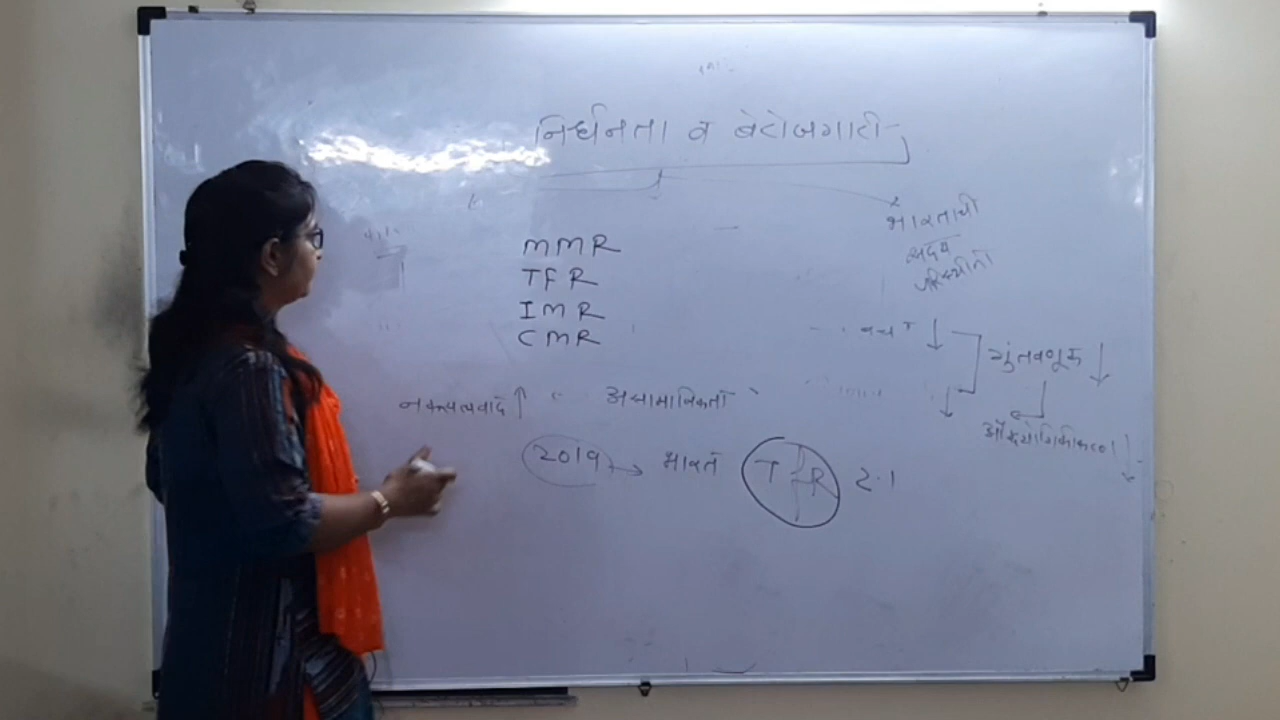 निर्धनता व बेरोजगारी
भारताची
सद्य
परिस्थीती
MMR
TFR
IMR
CMR
बचत ↓
गुंतवणूक ↓
औद्योगिकीकरण ↓
नक्षलवाद ↑
असामाजिकता
2019 → भारत TFR 2.1